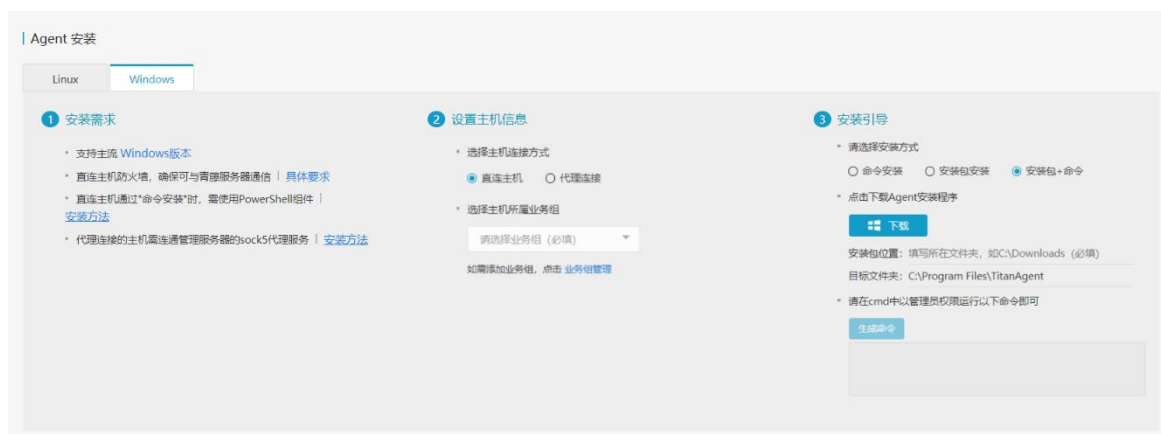 Agent 安装
Linux
Windows
1 安装需求
支持主流 Windows版本
直连主机防火墙，确保可与青藤服务器通信 | 具体要求
直连主机通过"命令安装"时，需使用PowerShell组件 |
安装方法
代理连接的主机需连通管理服务器的sock5代理服务 | 安装方法
2 设置主机信息
选择主机连接方式
直连主机 代理连接
选择主机所属业务组
请选择业务组（必填）
如需添加业务组，点击 业务组管理
3 安装引导
请选择安装方式
命令安装 安装包安装 安装包+命令
点击下载Agent安装程序
下载
安装包位置：填写所在文件夹，如C:\Downloads（必填）
目标文件夹：C:\Program Files\TitanAgent
请在cmd中以管理员权限运行以下命令即可
生成命令